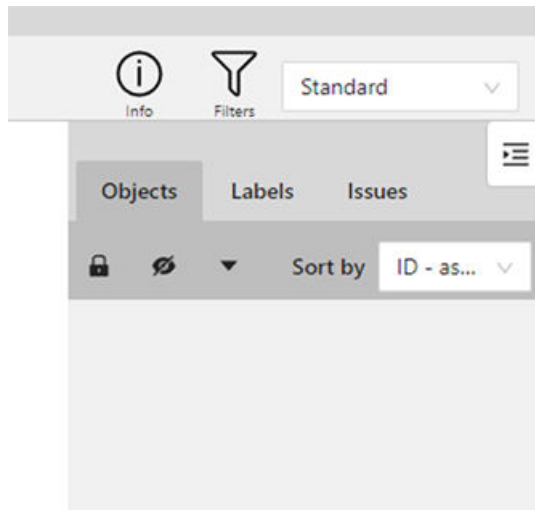 Info
Filters
Standard
Objects Labels Issues
Sort by ID - as...